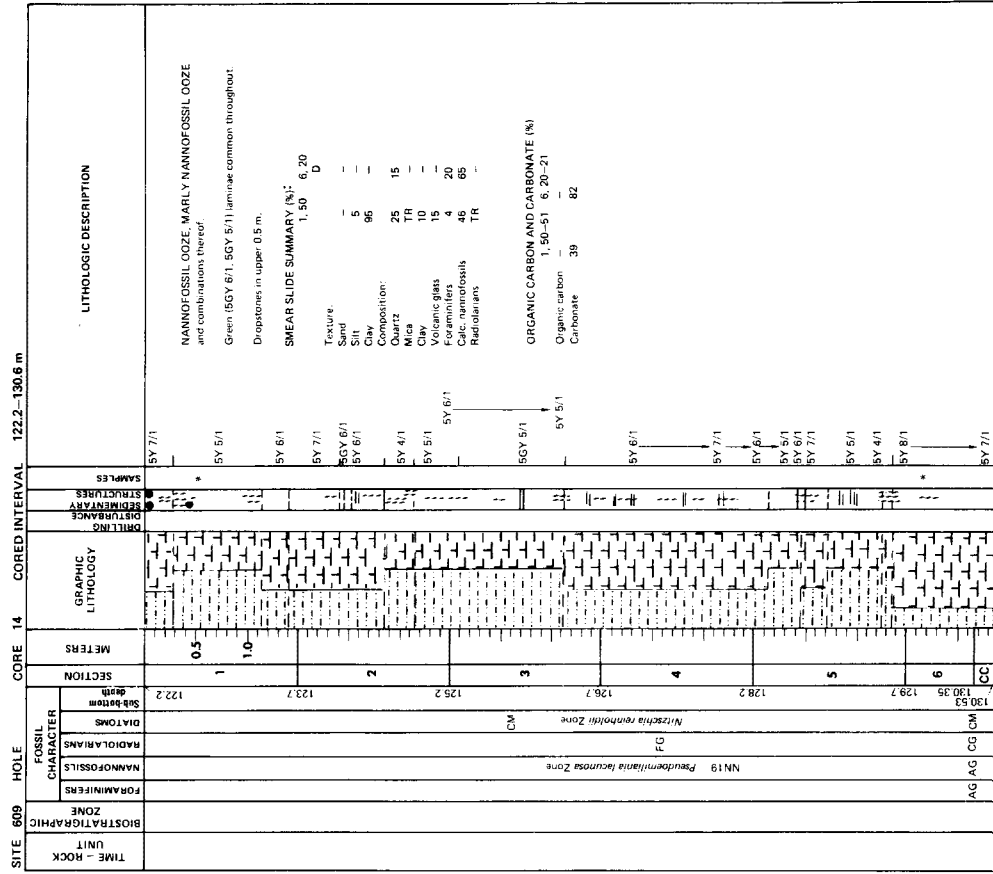 SITE 609 HOLE CORE 14 CORED INTERVAL 122.2–130.6 m
TIME – ROCK UNIT
BIOSTRATIGRAPHIC ZONE
FOSSIL CHARACTER
FORAMINIFERS
NANNOFOSSILS
RADIOLARIANS
DIATOMS
Sub-bottom depth
SECTION
METERS
GRAPHIC LITHOLOGY
DRILLING DISTURBANCE
SEDIMENTARY STRUCTURES
SAMPLES
LITHOLOGIC DESCRIPTION
AG
AG
NN19 Pseudoemiliania lacunosa Zone
FG
CG
CM
Nitzschia reinholdii Zone
CM
122.2
123.7
125.2
126.7
128.2
129.7
130.35
130.53
1
2
3
4
5
6
CC
0.5
1.0
*
*
5Y 7/1
5Y 5/1
5Y 6/1
5Y 7/1
5GY 6/1
5Y 6/1
5Y 4/1
5Y 5/1
5Y 6/1
5GY 5/1
5Y 5/1
5Y 6/1
5Y 7/1
5Y 6/1
5Y 5/1
5Y 6/1
5Y 7/1
5Y 5/1
5Y 4/1
5Y 8/1
5Y 7/1
NANNOFOSSIL OOZE, MARLY NANNOFOSSIL OOZE
and combinations thereof.
Green (5GY 6/1, 5GY 5/1) laminae common throughout.
Dropstones in upper 0.5 m.
SMEAR SLIDE SUMMARY (%):
1, 50 6, 20
D
Texture:
Sand – –
Silt 5 –
Clay 95 –
Composition:
Quartz 25 15
Mica TR –
Clay 10 –
Volcanic glass 15 –
Foraminifers 4 20
Calc. nannofossils 46 65
Radiolarians TR –
ORGANIC CARBON AND CARBONATE (%)
1, 50–51 6, 20–21
Organic carbon – –
Carbonate 39 82